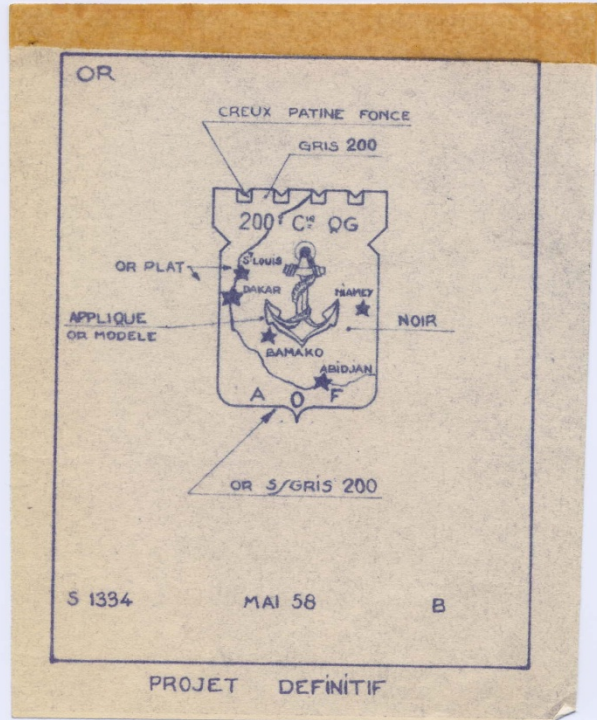 OR
CREUX PATINE FONCE
GRIS 200
200e Cie QG
St LOUIS
OR PLAT
DAKAR
NIAMEY
APPLIQUE
OR MODELE
NOIR
BAMAKO
ABIDJAN
A O F
OR S/GRIS 200
S 1334 MAI 58 B
PROJET DEFINITIF